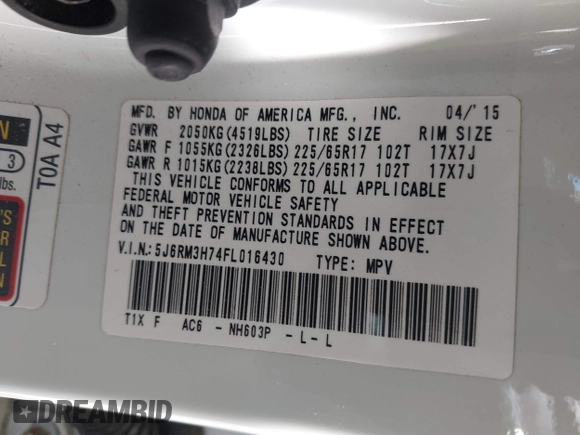 MFD. BY HONDA OF AMERICA MFG., INC. 04/'15
GVWR 2050KG(4519LBS) TIRE SIZE RIM SIZE
GAWR F 1055KG(2326LBS) 225/65R17 102T 17X7J
GAWR R 1015KG(2238LBS) 225/65R17 102T 17X7J
THIS VEHICLE CONFORMS TO ALL APPLICABLE
FEDERAL MOTOR VEHICLE SAFETY
AND THEFT PREVENTION STANDARDS IN EFFECT
ON THE DATE OF MANUFACTURE SHOWN ABOVE.
V.I.N.: 5J6RM3H74FL016430 TYPE: MPV
T1X F AC6 - NH603P - L - L
T0A A4
N
3
lbs.
'S
R
L
N
DREAMBID